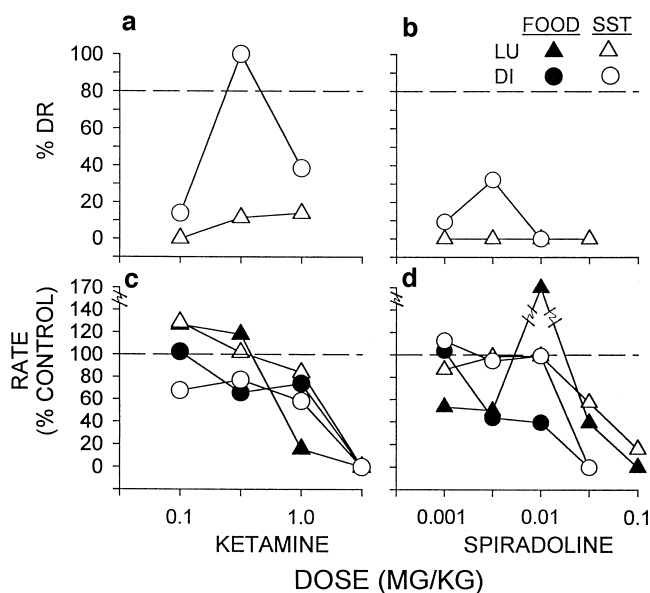 a
b
FOOD SST
LU
DI
100
80
60
40
20
0
% DR
c
d
170
140
120
100
80
60
40
20
0
RATE
(% CONTROL)
0.1 1.0
0.001 0.01 0.1
KETAMINE
SPIRADOLINE
DOSE (MG/KG)